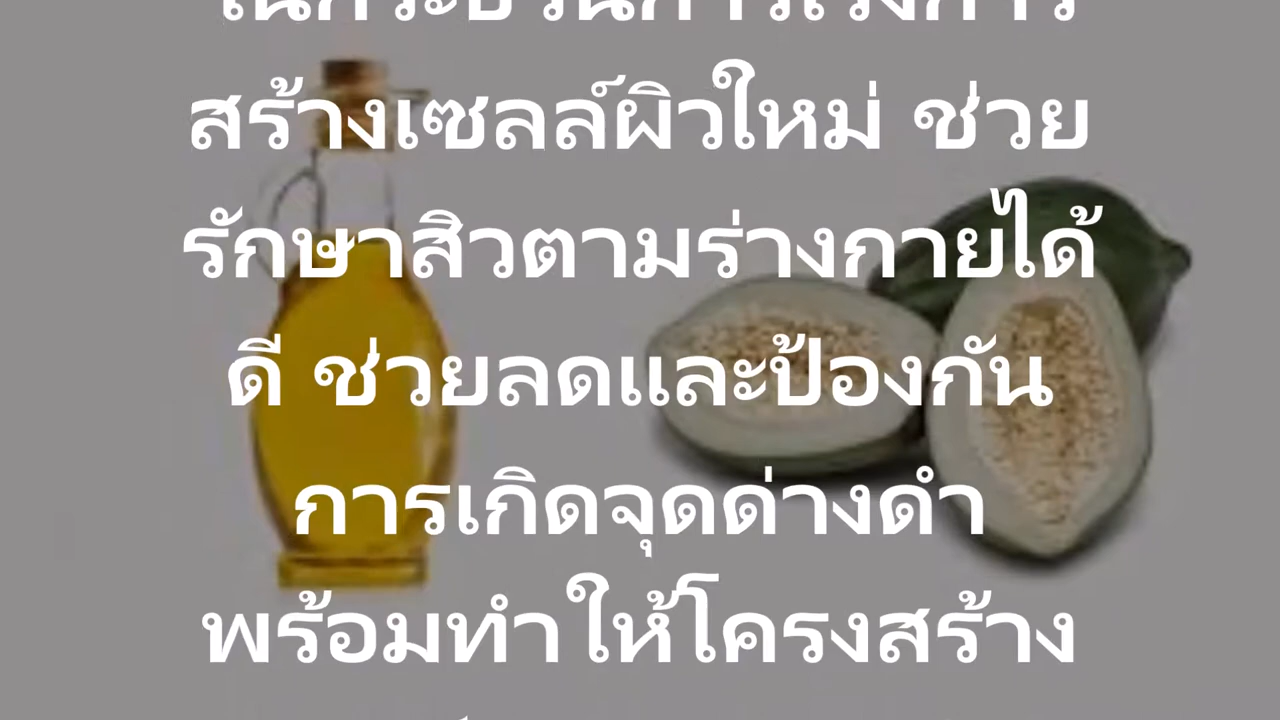 สร้างเซลล์ผิวใหม่ ช่วย
รักษาสิวตามร่างกายได้
ดี ช่วยลดและป้องกัน
การเกิดจุดด่างดำ
พร้อมทำให้โครงสร้าง